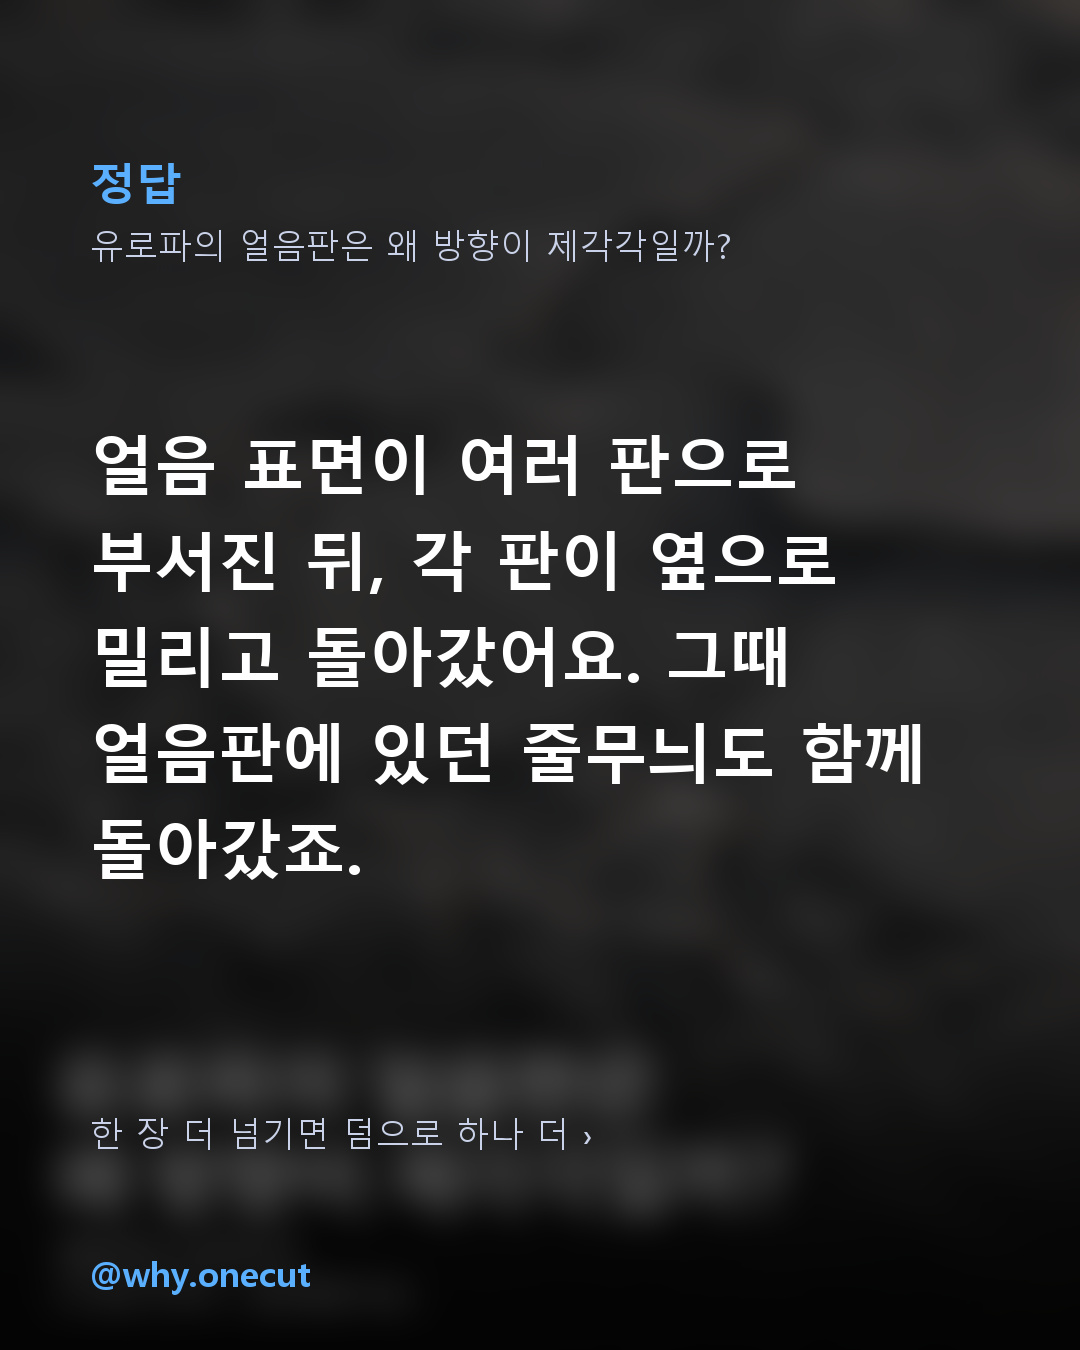 정답
유로파의 얼음판은 왜 방향이 제각각일까?
얼음 표면이 여러 판으로
부서진 뒤, 각 판이 옆으로
밀리고 돌아갔어요. 그때
얼음판에 있던 줄무늬도 함께
돌아갔죠.
한 장 더 넘기면 덤으로 하나 더 ›
@why.onecut